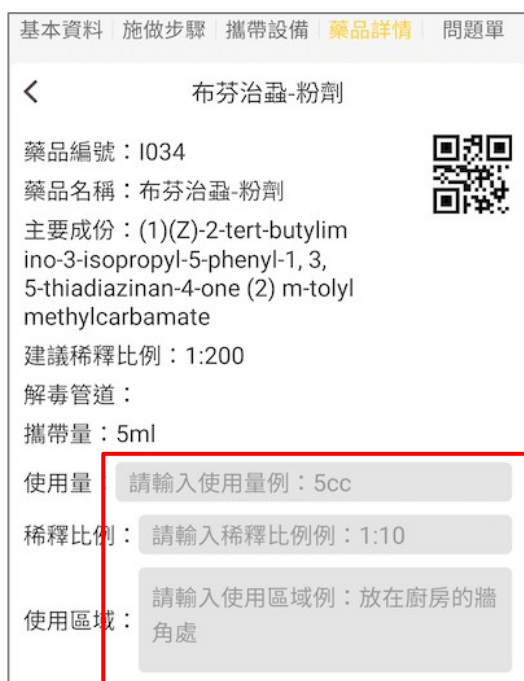 基本資料 施做步驟 攜帶設備 藥品詳情 問題單
布芬治蝨-粉劑
藥品編號：I034
藥品名稱：布芬治蝨-粉劑
主要成份：(1)(Z)-2-tert-butylim
ino-3-isopropyl-5-phenyl-1, 3,
5-thiadiazinan-4-one (2) m-tolyl
methylcarbamate
建議稀釋比例：1:200
解毒管道：
攜帶量：5ml
使用量：請輸入使用量例：5cc
稀釋比例：請輸入稀釋比例例：1:10
使用區域：請輸入使用區域例：放在廚房的牆
角處